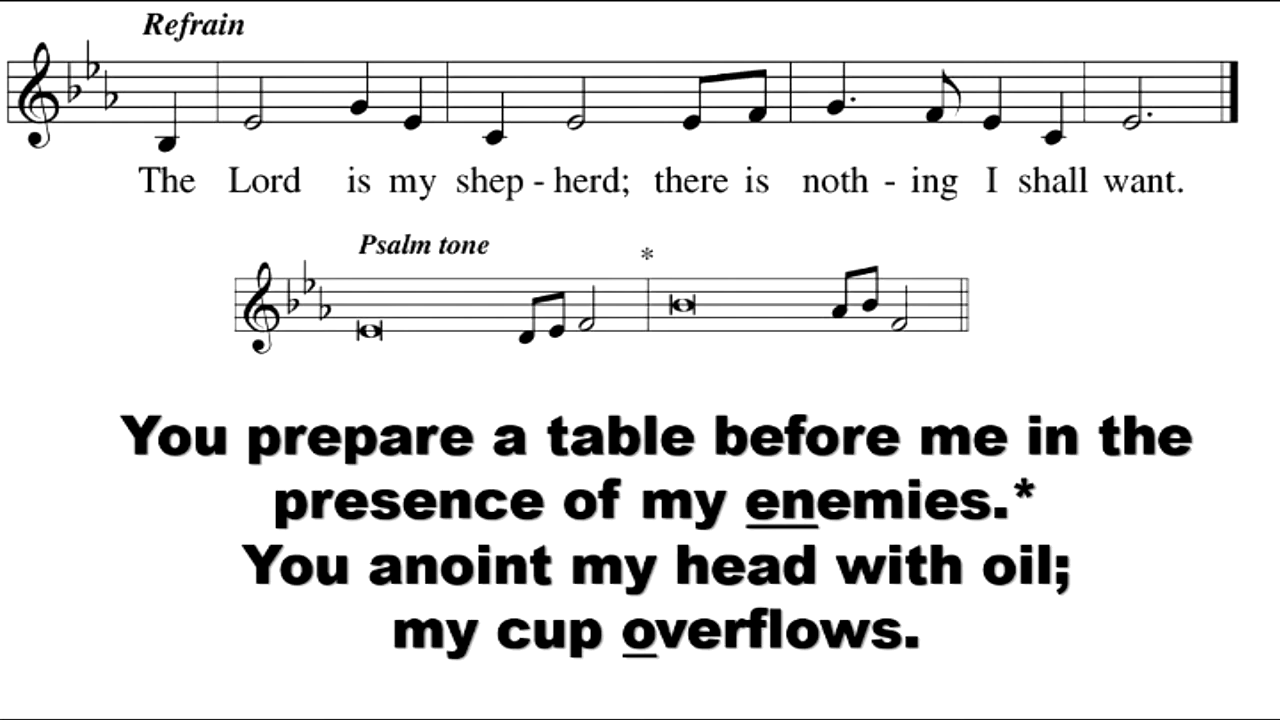 Refrain
The Lord is my shep - herd; there is noth - ing I shall want.
Psalm tone
*
You prepare a table before me in the
presence of my enemies.*
You anoint my head with oil;
my cup overflows.